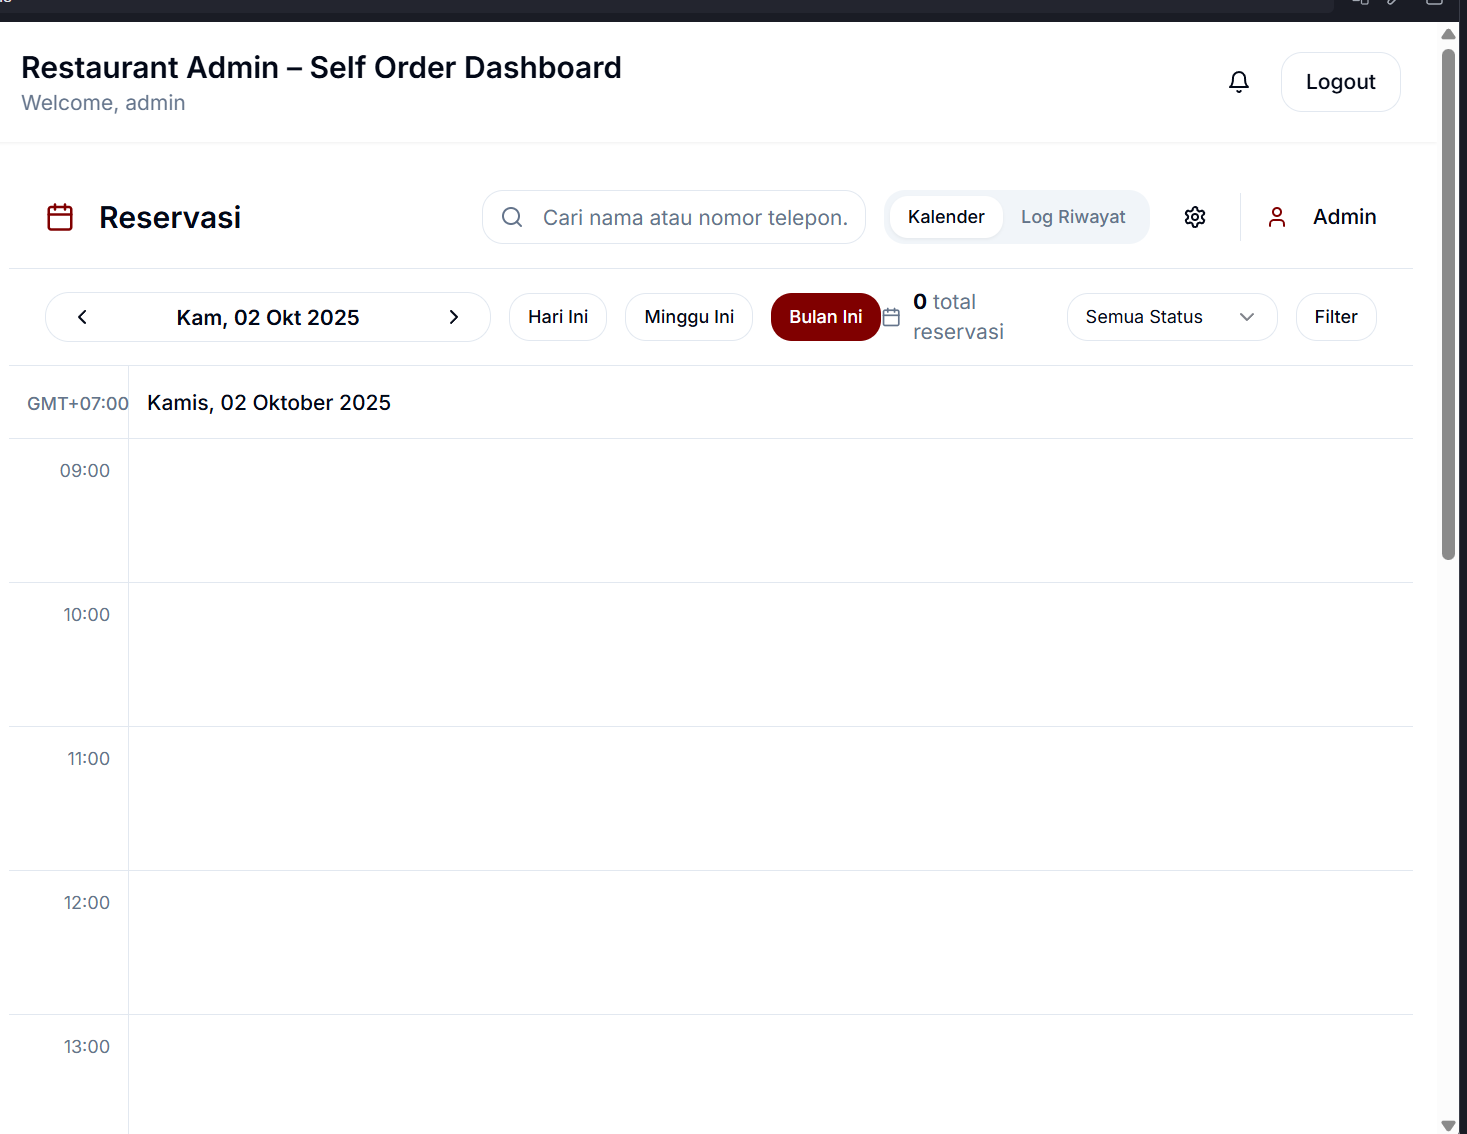 Restaurant Admin – Self Order Dashboard
Welcome, admin
Logout
Reservasi
Cari nama atau nomor telepon.
Kalender
Log Riwayat
Admin
Kam, 02 Okt 2025
Hari Ini
Minggu Ini
Bulan Ini
0 total
reservasi
Semua Status
Filter
GMT+07:00
Kamis, 02 Oktober 2025
09:00
10:00
11:00
12:00
13:00